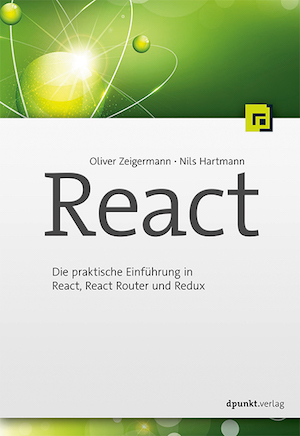 Oliver Zeigermann · Nils Hartmann
React
Die praktische Einführung in
React, React Router und Redux
dpunkt.verlag